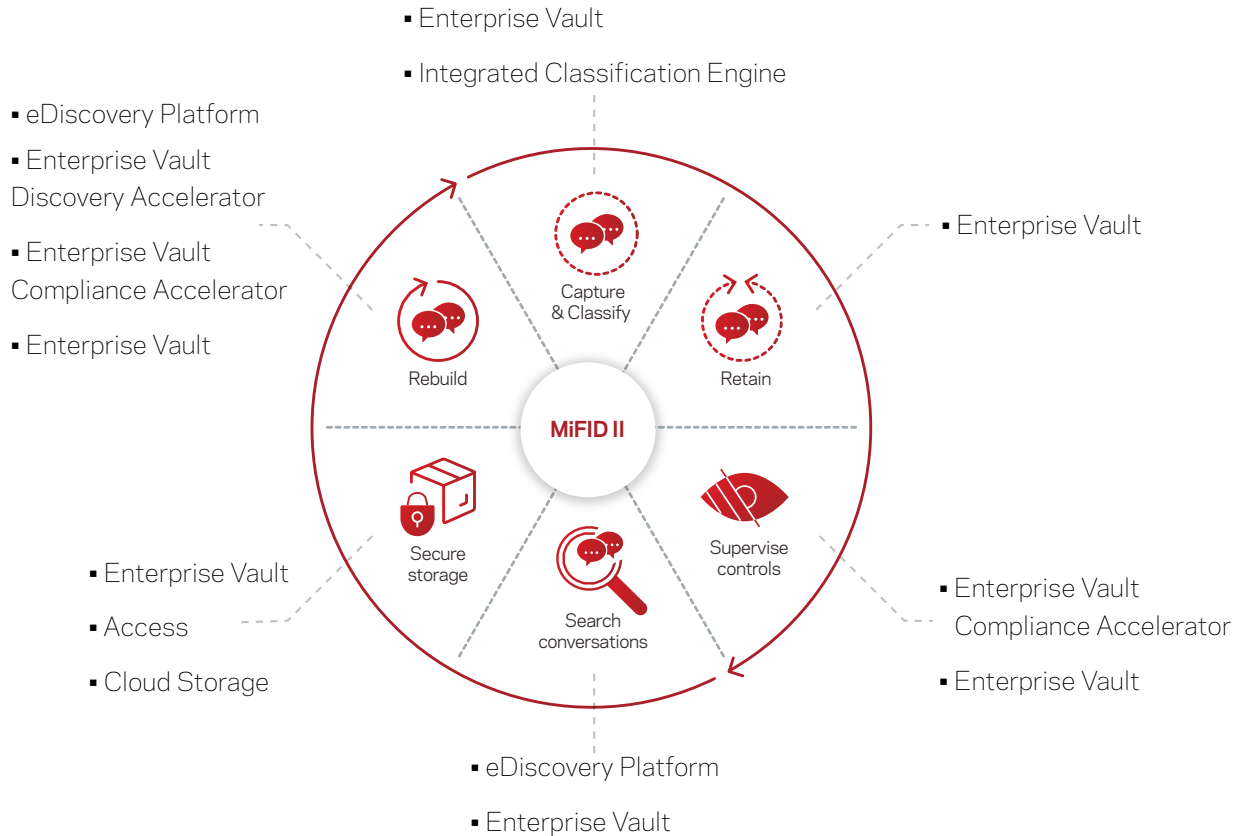 ▪ Enterprise Vault
▪ Integrated Classification Engine
▪ eDiscovery Platform
▪ Enterprise Vault
Discovery Accelerator
▪ Enterprise Vault
Compliance Accelerator
▪ Enterprise Vault
▪ Enterprise Vault
Capture
& Classify
Rebuild
Retain
MiFID II
Secure
storage
Search
conversations
Supervise
controls
▪ Enterprise Vault
▪ Access
▪ Cloud Storage
▪ Enterprise Vault
Compliance Accelerator
▪ Enterprise Vault
▪ eDiscovery Platform
▪ Enterprise Vault